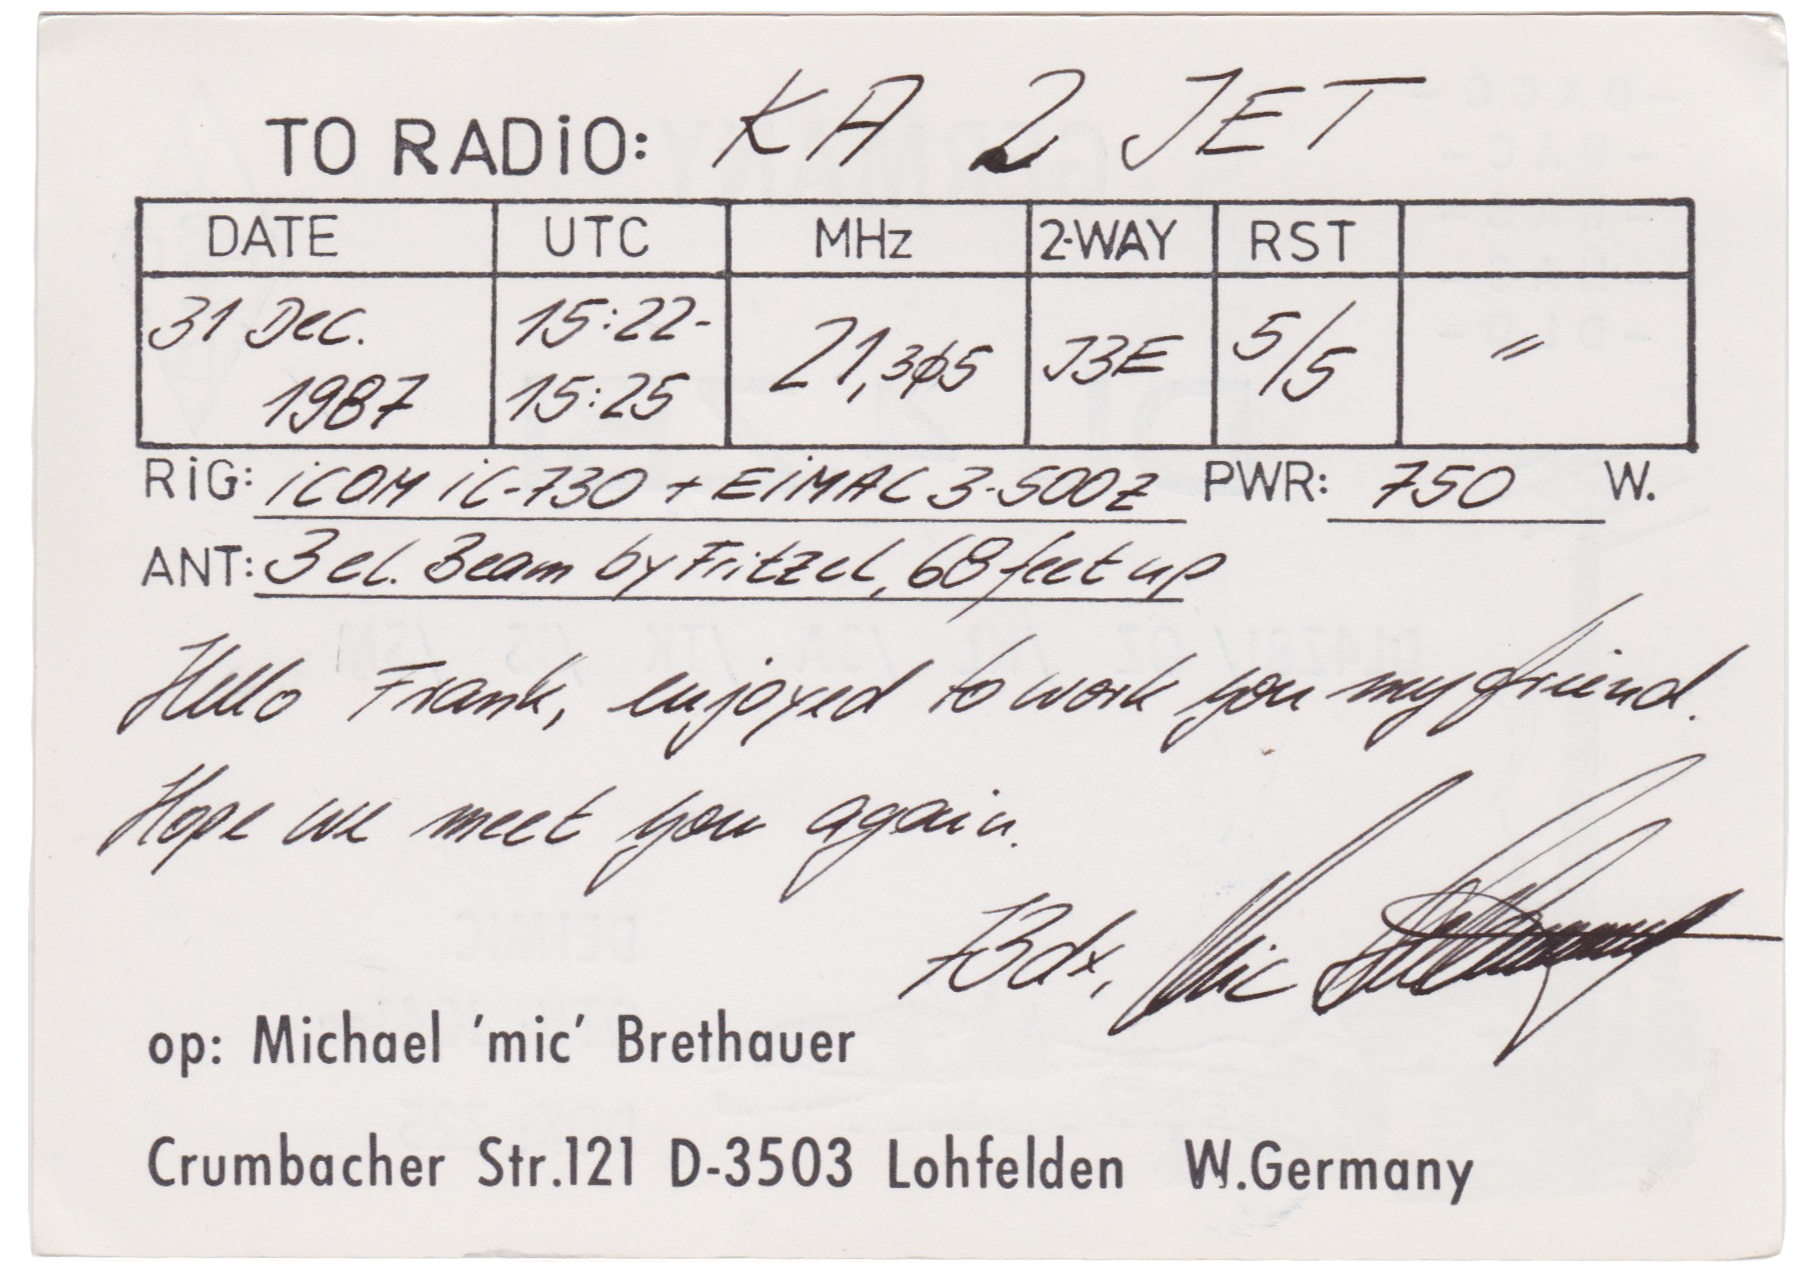 TO RADiO: KA 2 JET
DATE UTC MHz 2-WAY RST
31 Dec. 1987 15:22-15:25 21,3φ5 J3E 5/5 "
RiG: iCOM iC-730 + EiMAC 3-500Z PWR: 750 W.
ANT: 3 el. Beam by Fritzel, 68 feet up
Hello Frank, enjoyed to work you my friend.
Hope we meet you again.
73 dx, Mic
op: Michael 'mic' Brethauer
Crumbacher Str.121 D-3503 Lohfelden W.Germany